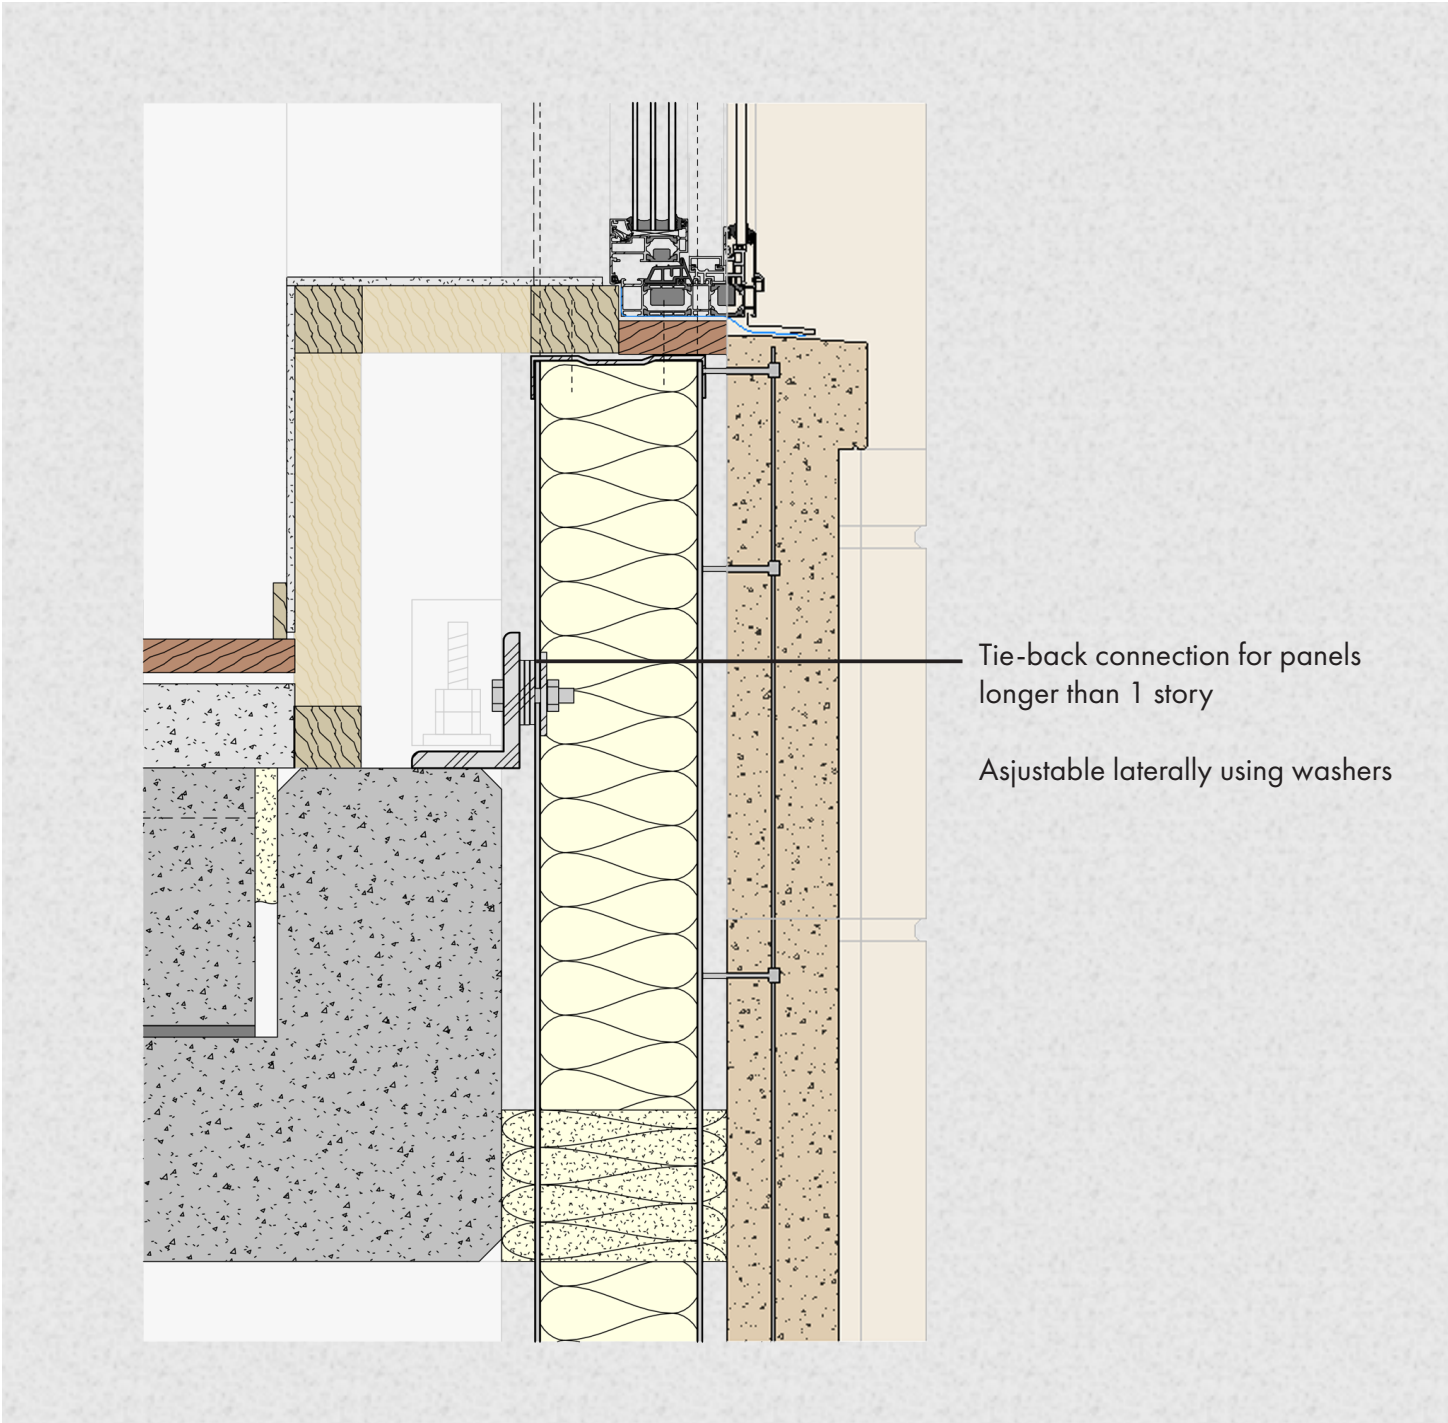 Tie-back connection for panels
longer than 1 story
Asjustable laterally using washers